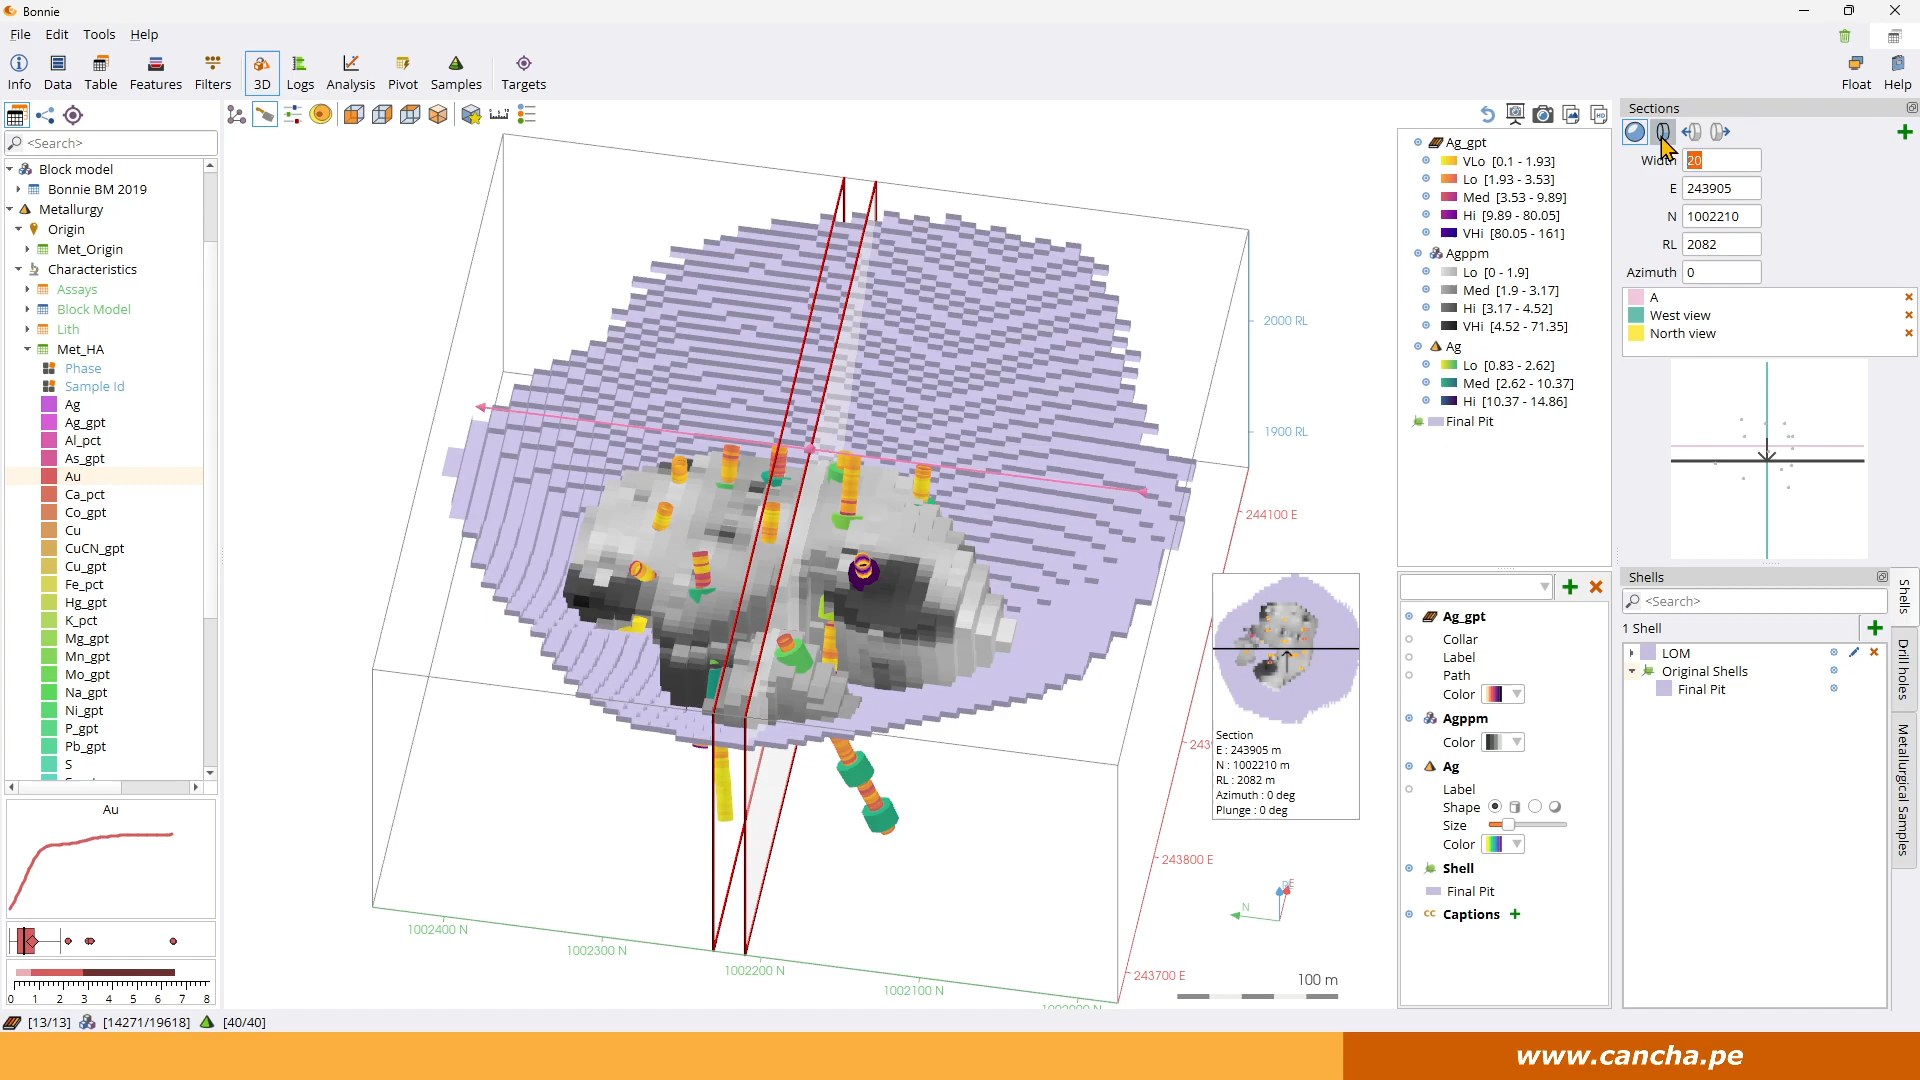 Bonnie
File Edit Tools Help
Info Data Table Features Filters 3D Logs Analysis Pivot Samples Targets Float Help
<Search>
Block model
Bonnie BM 2019
Metallurgy
Origin
Met_Origin
Characteristics
Assays
Block Model
Lith
Met_HA
Phase
Sample Id
Ag
Ag_gpt
Al_pct
As_gpt
Au
Ca_pct
Co_gpt
Cu
CuCN_gpt
Cu_gpt
Fe_pct
Hg_gpt
K_pct
Mg_gpt
Mn_gpt
Mo_gpt
Na_gpt
Ni_gpt
P_gpt
Pb_gpt
S
Au
0 1 2 3 4 5 6 7 8
[13/13] [14271/19618] [40/40]
2000 RL
1900 RL
244100 E
243800 E
243700 E
1002400 N
1002300 N
1002200 N
1002100 N
N
E
100 m
Section
E : 243905 m
N : 1002210 m
RL : 2082 m
Azimuth : 0 deg
Plunge : 0 deg
Ag_gpt
VLo [0.1 - 1.93]
Lo [1.93 - 3.53]
Med [3.53 - 9.89]
Hi [9.89 - 80.05]
VHi [80.05 - 161]
Agppm
Lo [0 - 1.9]
Med [1.9 - 3.17]
Hi [3.17 - 4.52]
VHi [4.52 - 71.35]
Ag
Lo [0.83 - 2.62]
Med [2.62 - 10.37]
Hi [10.37 - 14.86]
Final Pit
Ag_gpt
Collar
Label
Path
Color
Agppm
Color
Ag
Label
Shape
Size
Color
Shell
Final Pit
CC Captions
Sections
Width 20
E 243905
N 1002210
RL 2082
Azimuth 0
A
West view
North view
Shells
<Search>
1 Shell
LOM
Original Shells
Final Pit
Shells
Drill holes
Metallurgical Samples
www.cancha.pe